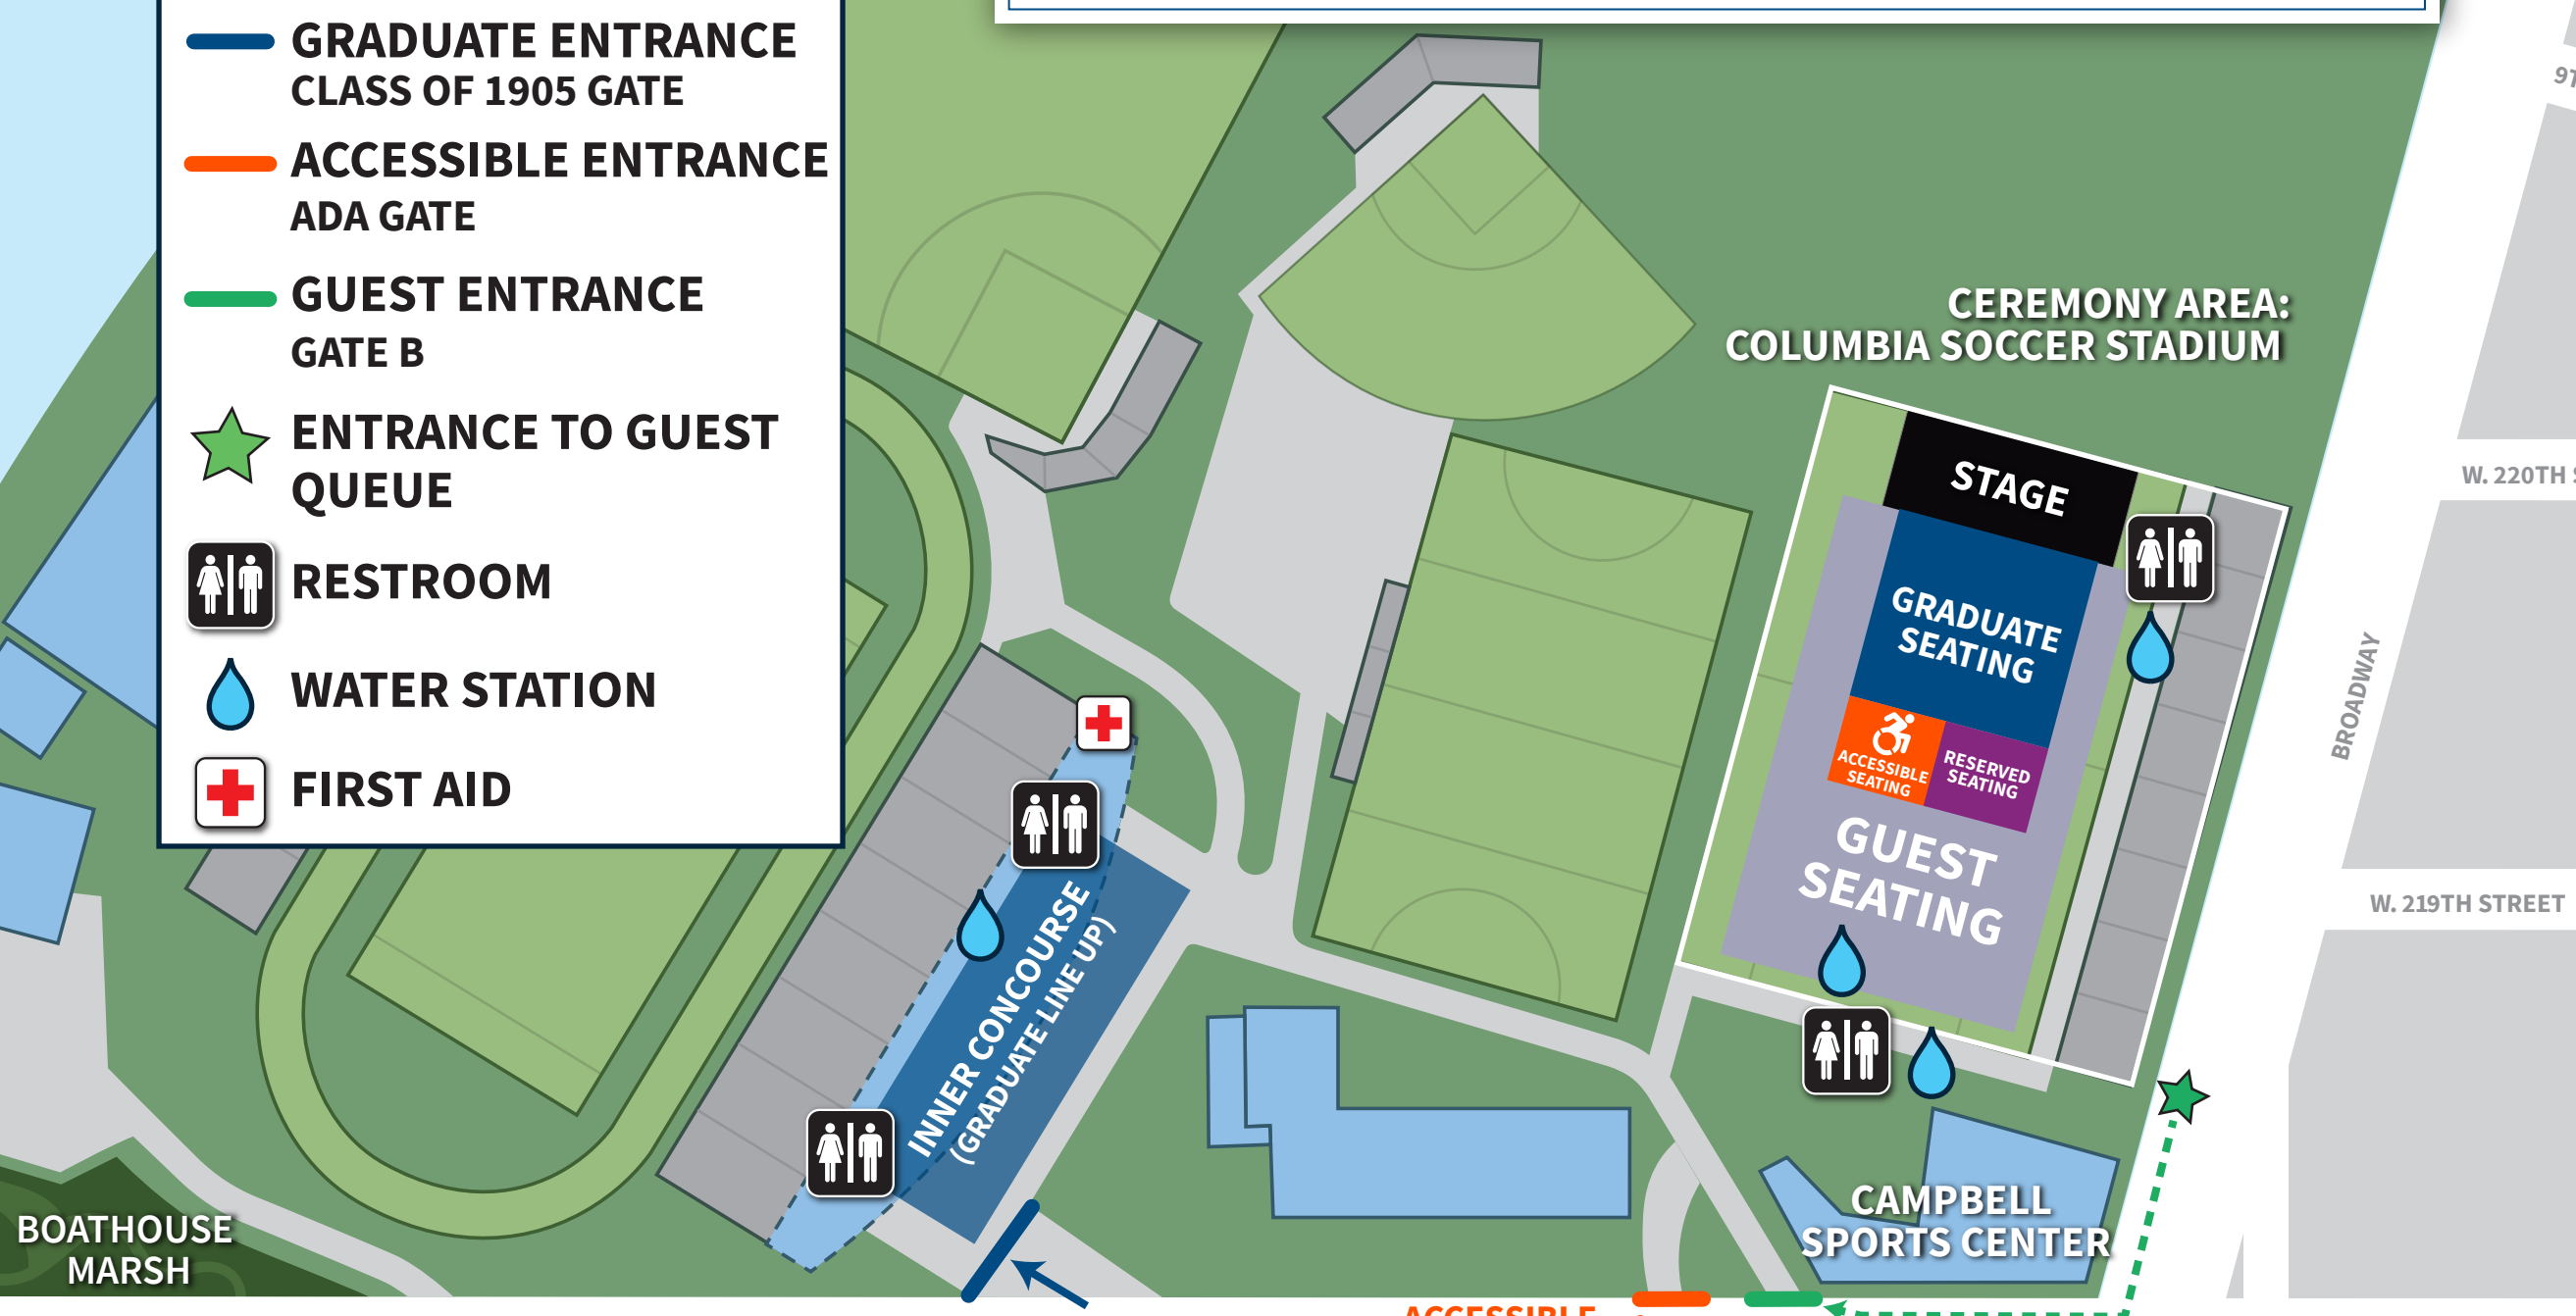 GRADUATE ENTRANCE
CLASS OF 1905 GATE
ACCESSIBLE ENTRANCE
ADA GATE
GUEST ENTRANCE
GATE B
ENTRANCE TO GUEST
QUEUE
RESTROOM
WATER STATION
FIRST AID
CEREMONY AREA:
COLUMBIA SOCCER STADIUM
STAGE
GRADUATE
SEATING
ACCESSIBLE
SEATING
RESERVED
SEATING
GUEST
SEATING
W. 220TH
BROADWAY
W. 219TH STREET
INNER CONCOURSE
(GRADUATE LINE UP)
CAMPBELL
SPORTS CENTER
BOATHOUSE
MARSH
ACCESSIBLE